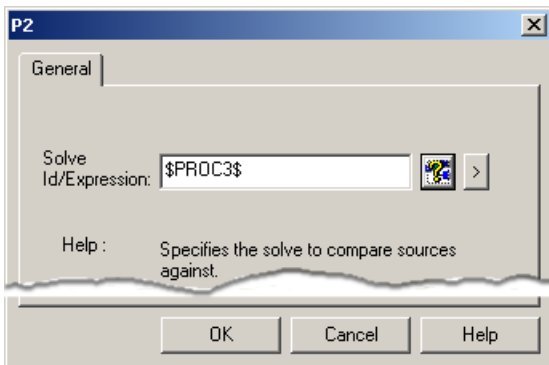 P2
General
Solve
Id/Expression:
$PROC3$
>
Help :
Specifies the solve to compare sources
against.
OK
Cancel
Help